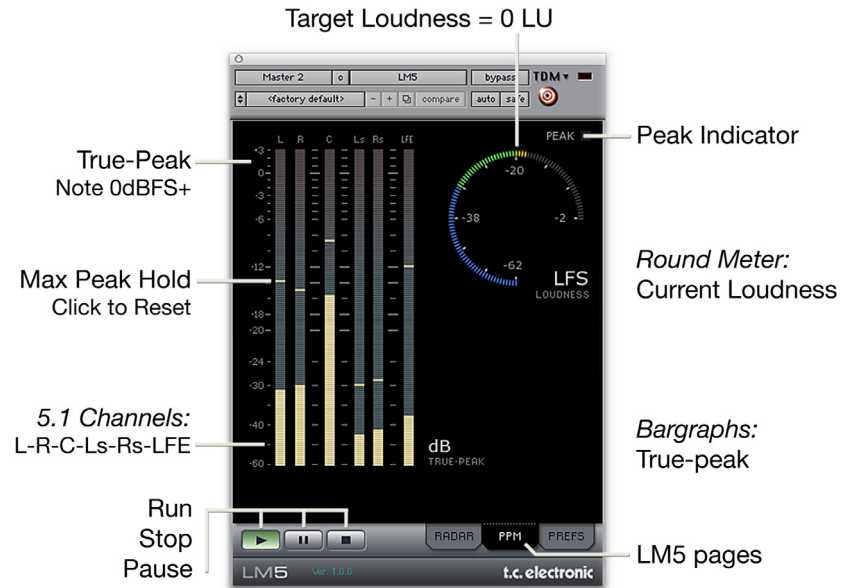 Target Loudness = 0 LU
Master 2 o LM5 bypass TDM
<factory default> - + compare auto safe
PEAK
Peak Indicator
L R C Ls Rs LFE
True-Peak
Note 0dBFS+
+3
0
-3
-6
-12
-18
-20
-24
-30
-40
-50
-60
-20
-38
-2
-62
LFS
LOUDNESS
Max Peak Hold
Click to Reset
Round Meter:
Current Loudness
5.1 Channels:
L-R-C-Ls-Rs-LFE
dB
TRUE-PEAK
Bargraphs:
True-peak
Run
Stop
Pause
RADAR PPM PREFS
LM5 pages
LM5 Ver. 1.0.0 t.c. electronic